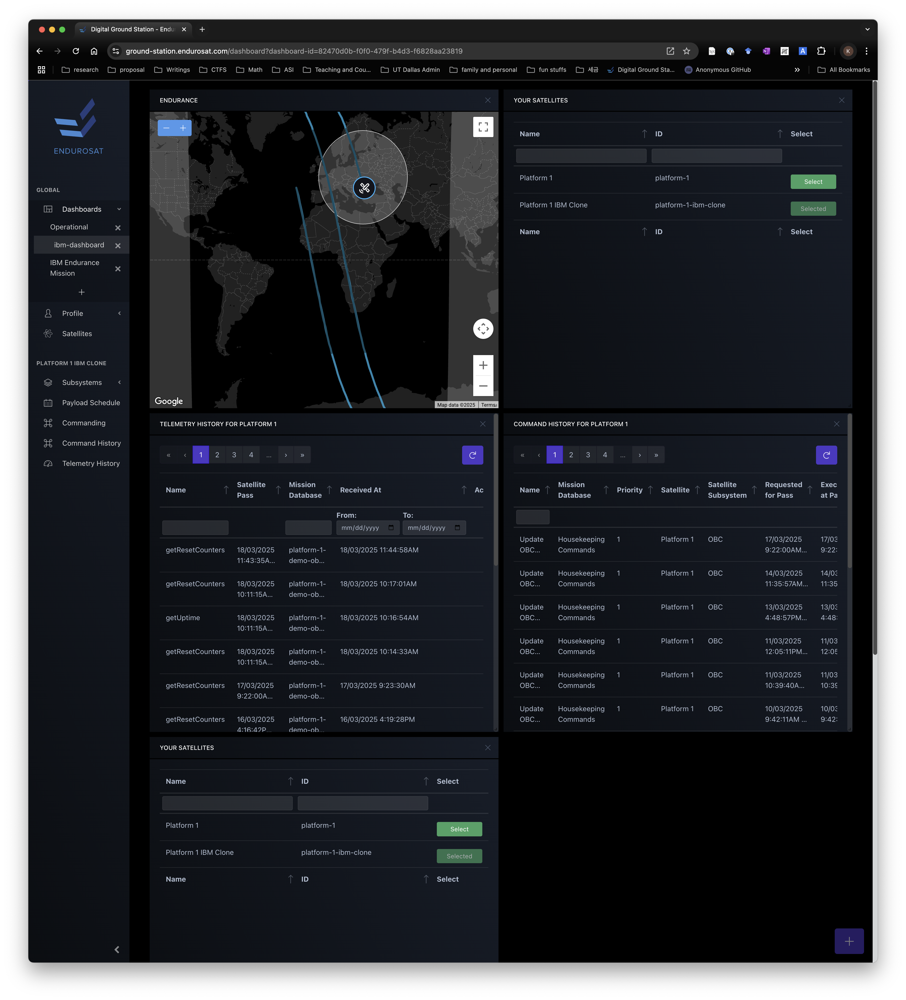 Digital Ground Station - Endu
ground-station.endurosat.com/dashboard?dashboard-id=82470d0b-f0f0-479f-b4d3-f6828aa23819
A
K
research
proposal
Writings
CTFS
Math
ASI
Teaching and Cou...
UT Dallas Admin
family and personal
fun stuffs
세금
Digital Ground Sta...
Anonymous GitHub
All Bookmarks
ENDUROSAT
GLOBAL
Dashboards
Operational
ibm-dashboard
IBM Endurance
Mission
Profile
Satellites
PLATFORM 1 IBM CLONE
Subsystems
Payload Schedule
Commanding
Command History
Telemetry History
ENDURANCE
Google
Map data ©2025
Terms
YOUR SATELLITES
Name ID Select
Platform 1 platform-1 Select
Platform 1 IBM Clone platform-1-ibm-clone Selected
Name ID Select
TELEMETRY HISTORY FOR PLATFORM 1
« ‹ 1 2 3 4 ... › »
Name Satellite Pass Mission Database Received At Ac
From: To:
mm/dd/yyyy mm/dd/yyyy
getResetCounters 18/03/2025 platform-1- 18/03/2025 11:44:58AM
11:43:35A... demo-ob...
getResetCounters 18/03/2025 platform-1- 18/03/2025 10:17:01AM
10:11:15A... demo-ob...
getUptime 18/03/2025 platform-1- 18/03/2025 10:16:54AM
10:11:15A... demo-ob...
getResetCounters 18/03/2025 platform-1- 18/03/2025 10:14:33AM
10:11:15A... demo-ob...
getResetCounters 17/03/2025 platform-1- 17/03/2025 9:23:30AM
9:22:00A... demo-ob...
getResetCounters 16/03/2025 platform-1- 16/03/2025 4:19:28PM
4:16:42P... demo-ob...
COMMAND HISTORY FOR PLATFORM 1
« ‹ 1 2 3 4 ... › »
Name Mission Database Priority Satellite Satellite Subsystem Requested for Pass Exec at Pa
Update Housekeeping 1 Platform 1 OBC 17/03/2025 17/03
OBC... Commands 9:22:00AM... 9:22:
Update Housekeeping 1 Platform 1 OBC 14/03/2025 14/03
OBC... Commands 11:35:57AM... 11:35
Update Housekeeping 1 Platform 1 OBC 13/03/2025 13/03
OBC... Commands 4:48:57PM... 4:48:
Update Housekeeping 1 Platform 1 OBC 11/03/2025 11/03
OBC... Commands 12:05:11PM... 12:05
Update Housekeeping 1 Platform 1 OBC 11/03/2025 11/03
OBC... Commands 10:39:40A... 10:39
Update Housekeeping 1 Platform 1 OBC 10/03/2025 10/03
OBC... Commands 9:42:11AM ... 9:42:
YOUR SATELLITES
Name ID Select
Platform 1 platform-1 Select
Platform 1 IBM Clone platform-1-ibm-clone Selected
Name ID Select